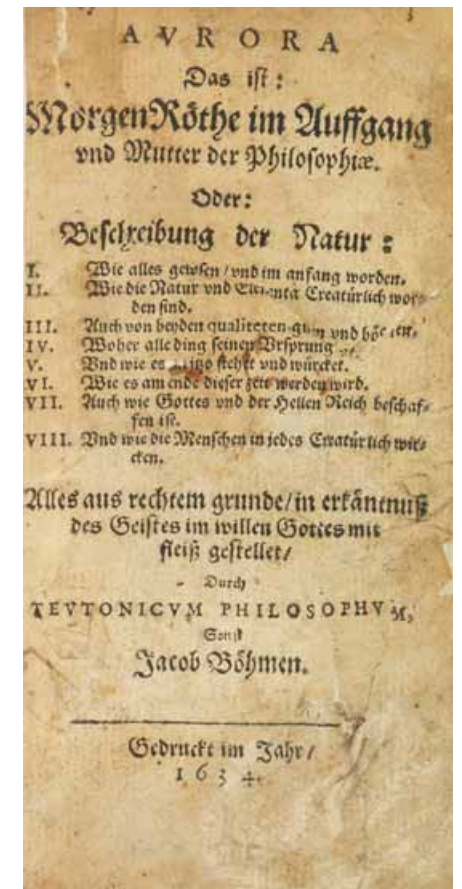 AVRORA
Das ist:
MorgenRöthe im Auffgang
vnd Mutter der Philosophiæ.
Oder:
Beschreibung der Natur:
I. Wie alles gewesen/vnd im anfang worden.
II. Wie die Natur vnd Elementa Creatürlich wor-
den sind.
III. Auch von beyden qualiteten
IV. Woher alle ding seinen Vrsprung
V. Vnd wie es jtzo stehet vnd würcket.
VI. Wie es am ende dieser zeit werden wird.
VII. Auch wie Gottes vnd der Hellen Reich beschaf-
fen ist.
VIII. Vnd wie die Menschen in jedes Creatürlich wir-
cken.
Alles aus rechtem grunde/in erkäntnuß
des Geistes im willen Gottes mit
fleiß gestellet/
Durch
TEVTONICVM PHILOSOPHVM,
Sonst
Jacob Böhmen.
Gedruckt im Jahr/
1634.